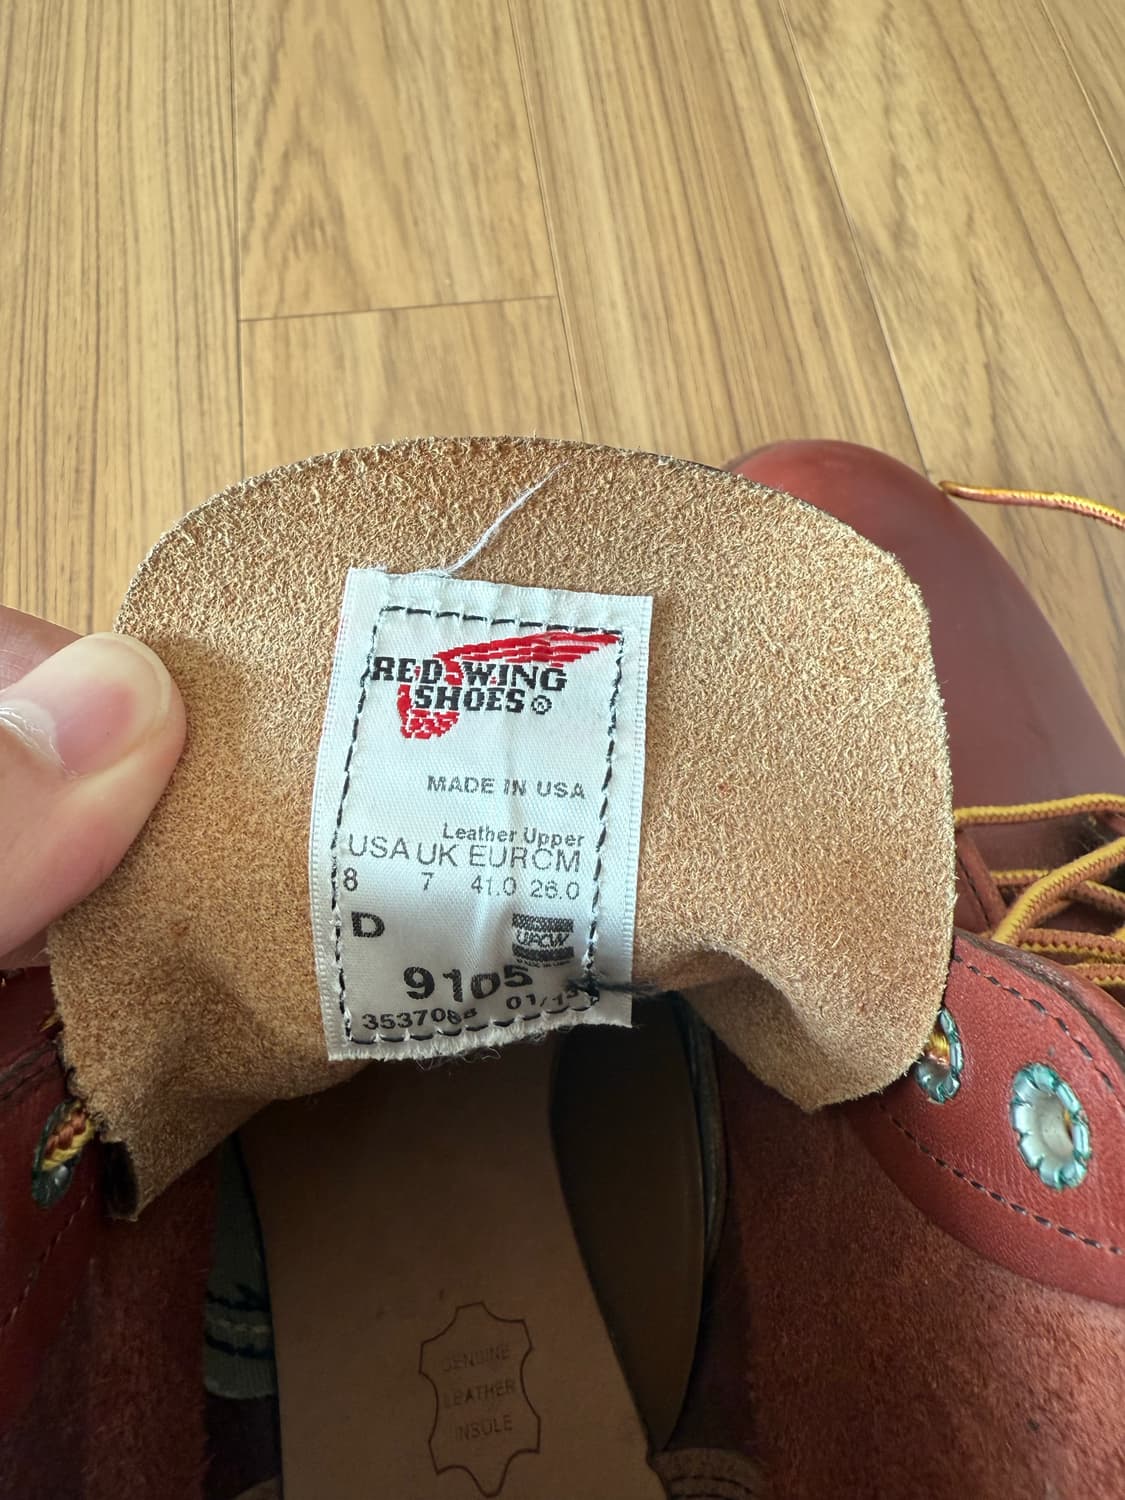 RED WING
SHOES®
MADE IN USA
Leather Upper
USA UK EUR CM
8 7 41.0 26.0
D
UFCW
9105
GENUINE
LEATHER
INSOLE